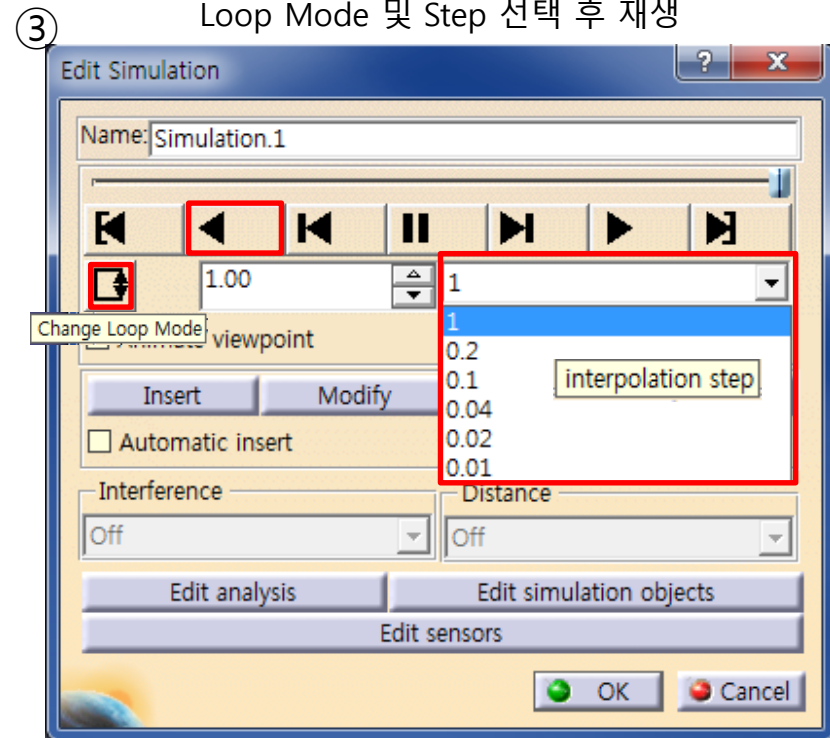 ③
Loop Mode 및 Step 선택 후 재생
Edit Simulation
? x
Name: Simulation.1
1.00
1
Change Loop Mode
viewpoint
1
0.2
0.1
interpolation step
0.04
0.02
0.01
Insert
Modify
Automatic insert
Interference
Distance
Off
Off
Edit analysis
Edit simulation objects
Edit sensors
OK
Cancel